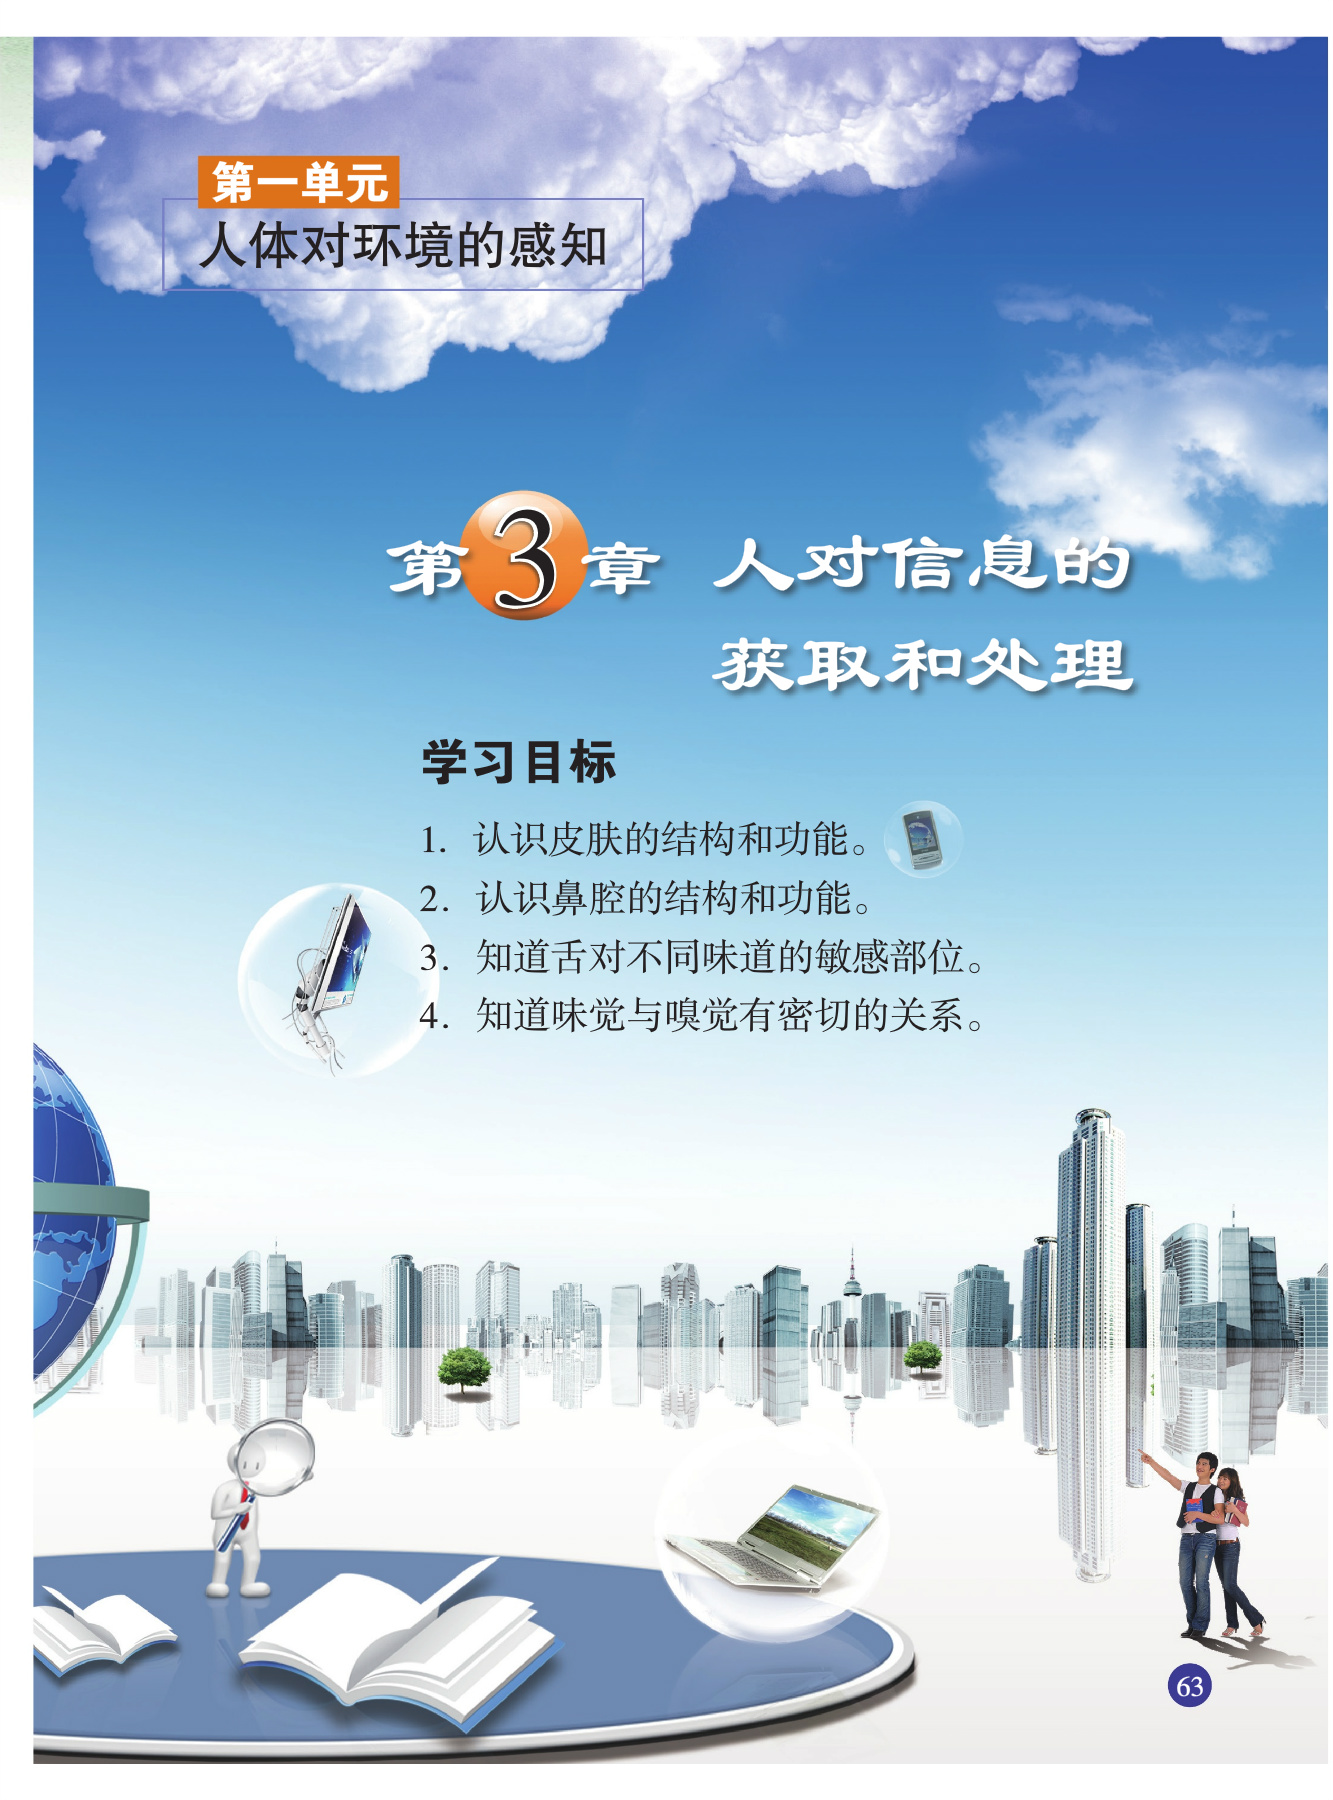 第一单元
人体对环境的感知
第3章 人对信息的
获取和处理
学习目标
1. 认识皮肤的结构和功能。
2. 认识鼻腔的结构和功能。
3. 知道舌对不同味道的敏感部位。
4. 知道味觉与嗅觉有密切的关系。
63